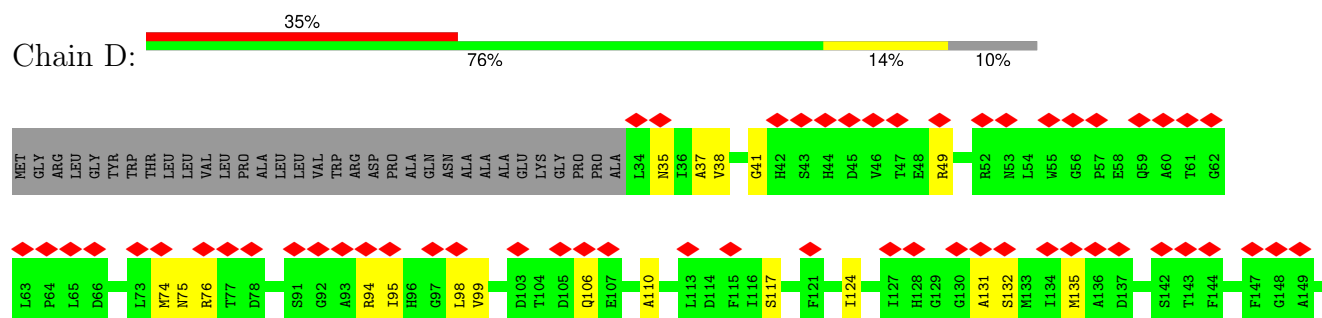 35%
Chain D:
76% 14% 10%
MET GLY ARG LEU GLY TYR TRP THR LEU LEU VAL LEU PRO ALA LEU LEU VAL TRP ARG ASP PRO ALA GLN ASN ALA ALA ALA GLU LYS GLY PRO PRO ALA L34 N35 I36 A37 V38 G41 H42 S43 H44 D45 V46 T47 E48 R49 R52 N53 L54 W55 G56 P57 E58 Q59 A60 T61 G62
L63 P64 L65 D66 L73 M74 N75 R76 T77 D78 S91 G92 A93 R94 I95 H96 G97 L98 V99 D103 T104 D105 Q106 E107 A110 L113 D114 F115 I116 S117 F121 I124 I127 H128 G129 G130 A131 S132 M133 I134 M135 A136 D137 S142 T143 F144 F147 G148 A149